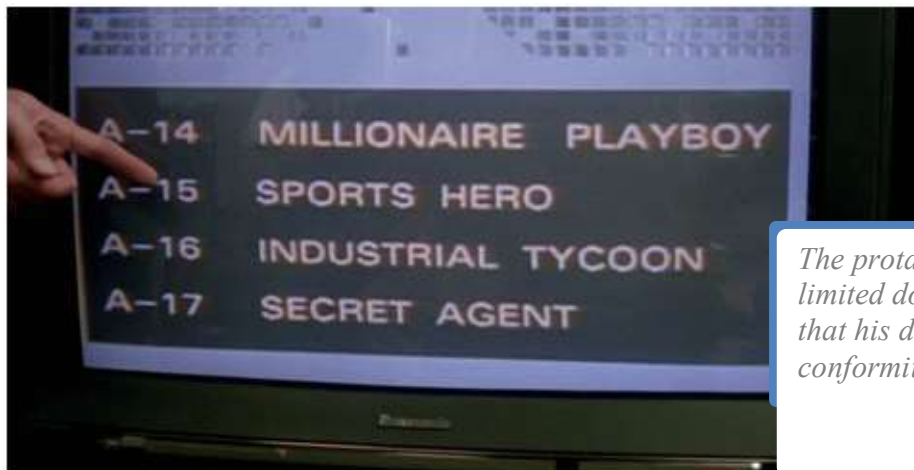 A-14 MILLIONAIRE PLAYBOY
A-15 SPORTS HERO
A-16 INDUSTRIAL TYCOON
A-17 SECRET AGENT
The
limited
that his